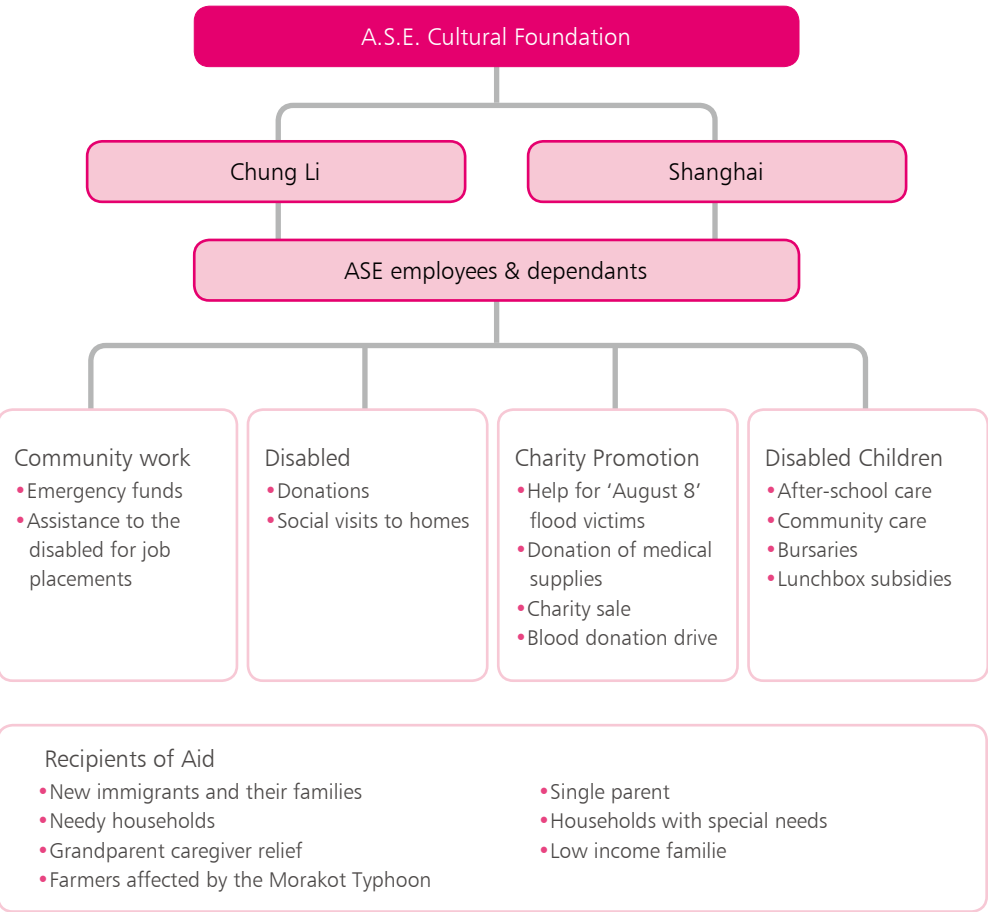 A.S.E. Cultural Foundation
Chung Li
Shanghai
ASE employees & dependants
Community work
•Emergency funds
•Assistance to the
disabled for job
placements
Disabled
•Donations
•Social visits to homes
Charity Promotion
•Help for ‘August 8’
flood victims
•Donation of medical
supplies
•Charity sale
•Blood donation drive
Disabled Children
•After-school care
•Community care
•Bursaries
•Lunchbox subsidies
Recipients of Aid
•New immigrants and their families
•Needy households
•Grandparent caregiver relief
•Farmers affected by the Morakot Typhoon
•Single parent
•Households with special needs
•Low income familie